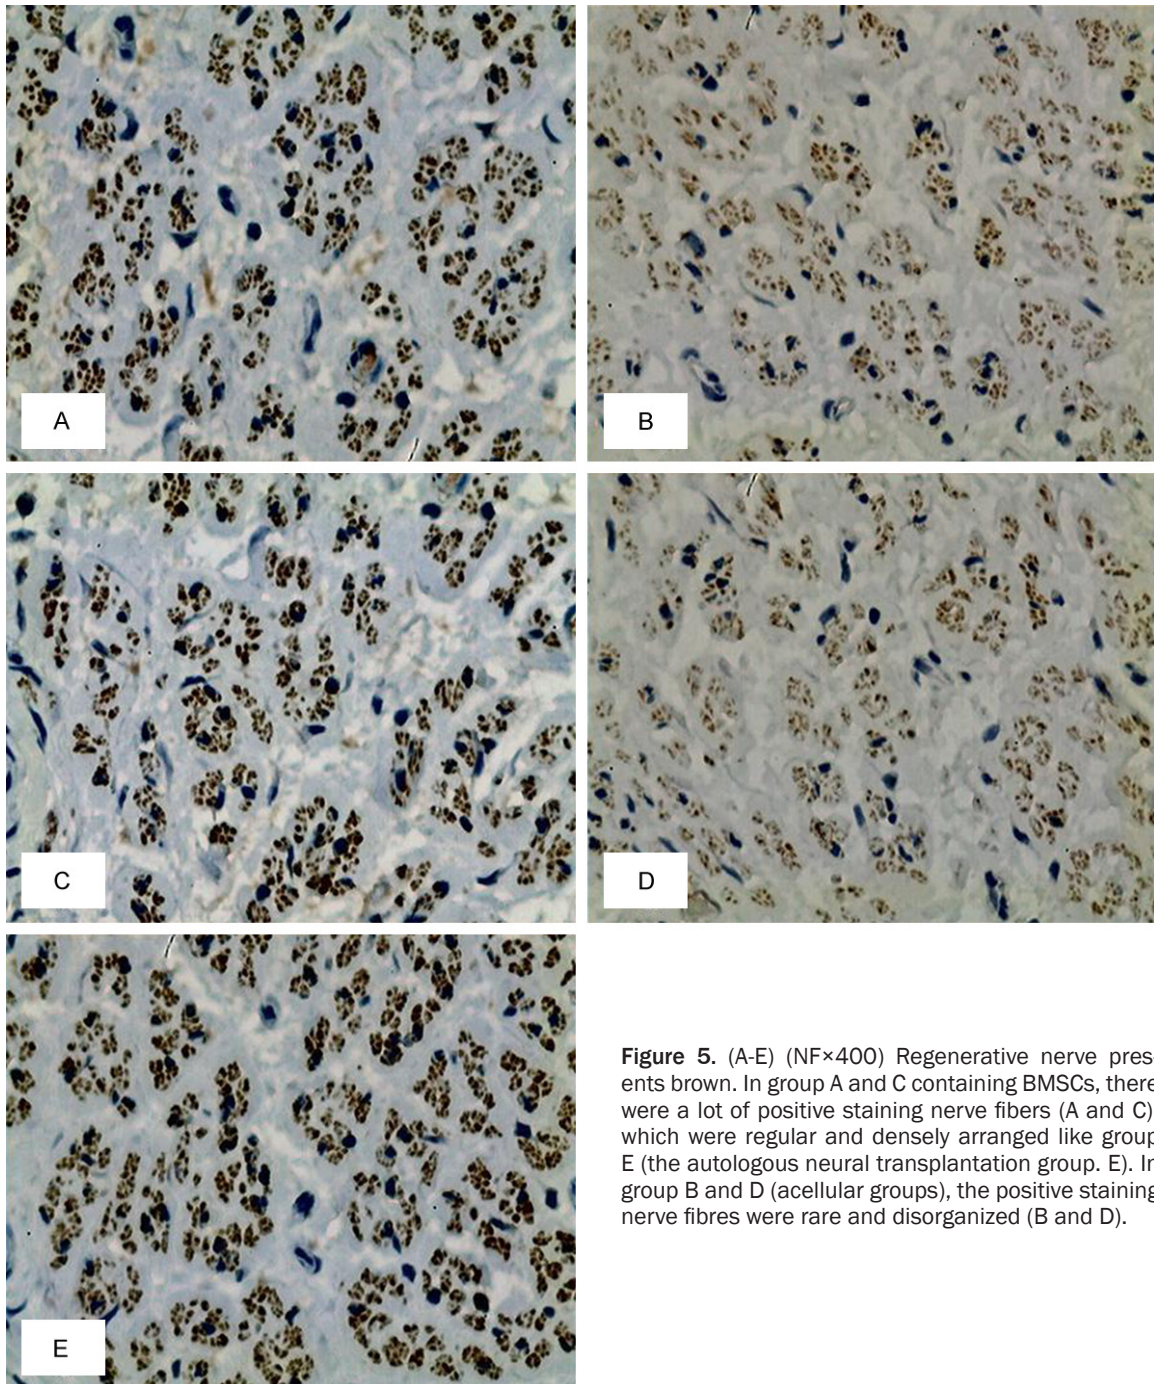 A
B
C
D
E
Figure 5. (A-E) (NF×400) Regenerative nerve pres-
ents brown. In group A and C containing BMSCs, there
were a lot of positive staining nerve fibers (A and C)
which were regular and densely arranged like group
E (the autologous neural transplantation group. E). In
group B and D (acellular groups), the positive staining
nerve fibres were rare and disorganized (B and D).